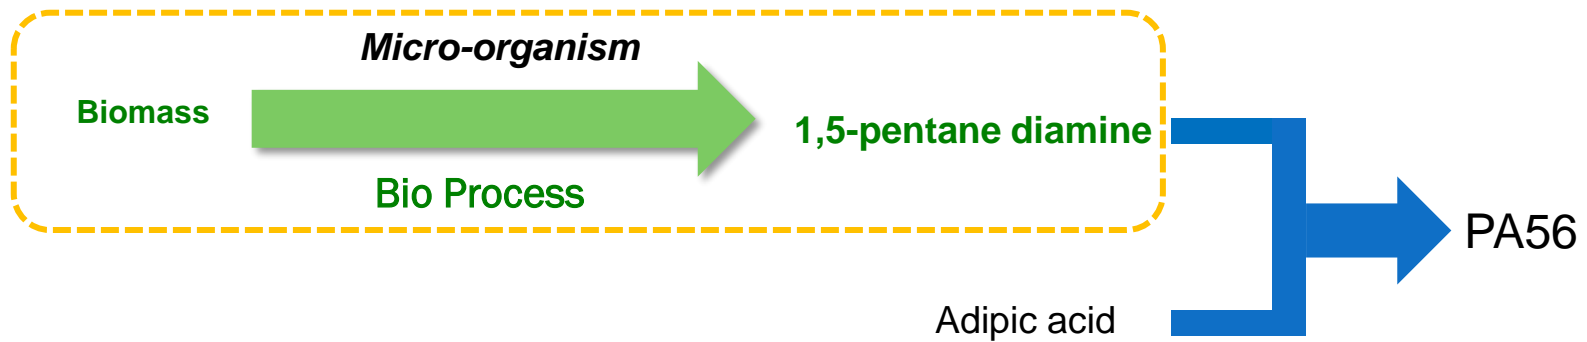 Micro-organism
Biomass
1,5-pentane diamine
Bio Process
PA56
Adipic acid